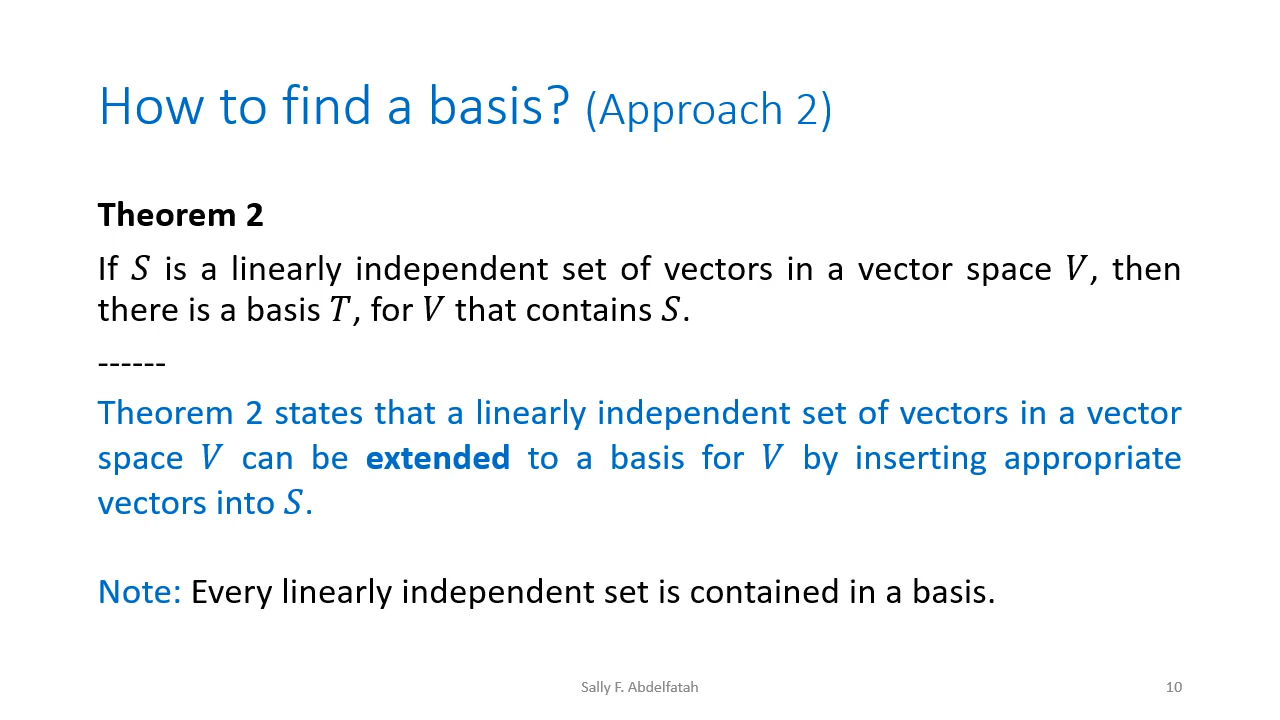 How to find a basis? (Approach 2)
Theorem 2
If S is a linearly independent set of vectors in a vector space V, then
there is a basis T, for V that contains S.
------
Theorem 2 states that a linearly independent set of vectors in a vector
space V can be extended to a basis for V by inserting appropriate
vectors into S.
Note: Every linearly independent set is contained in a basis.
Sally F. Abdelfatah
10